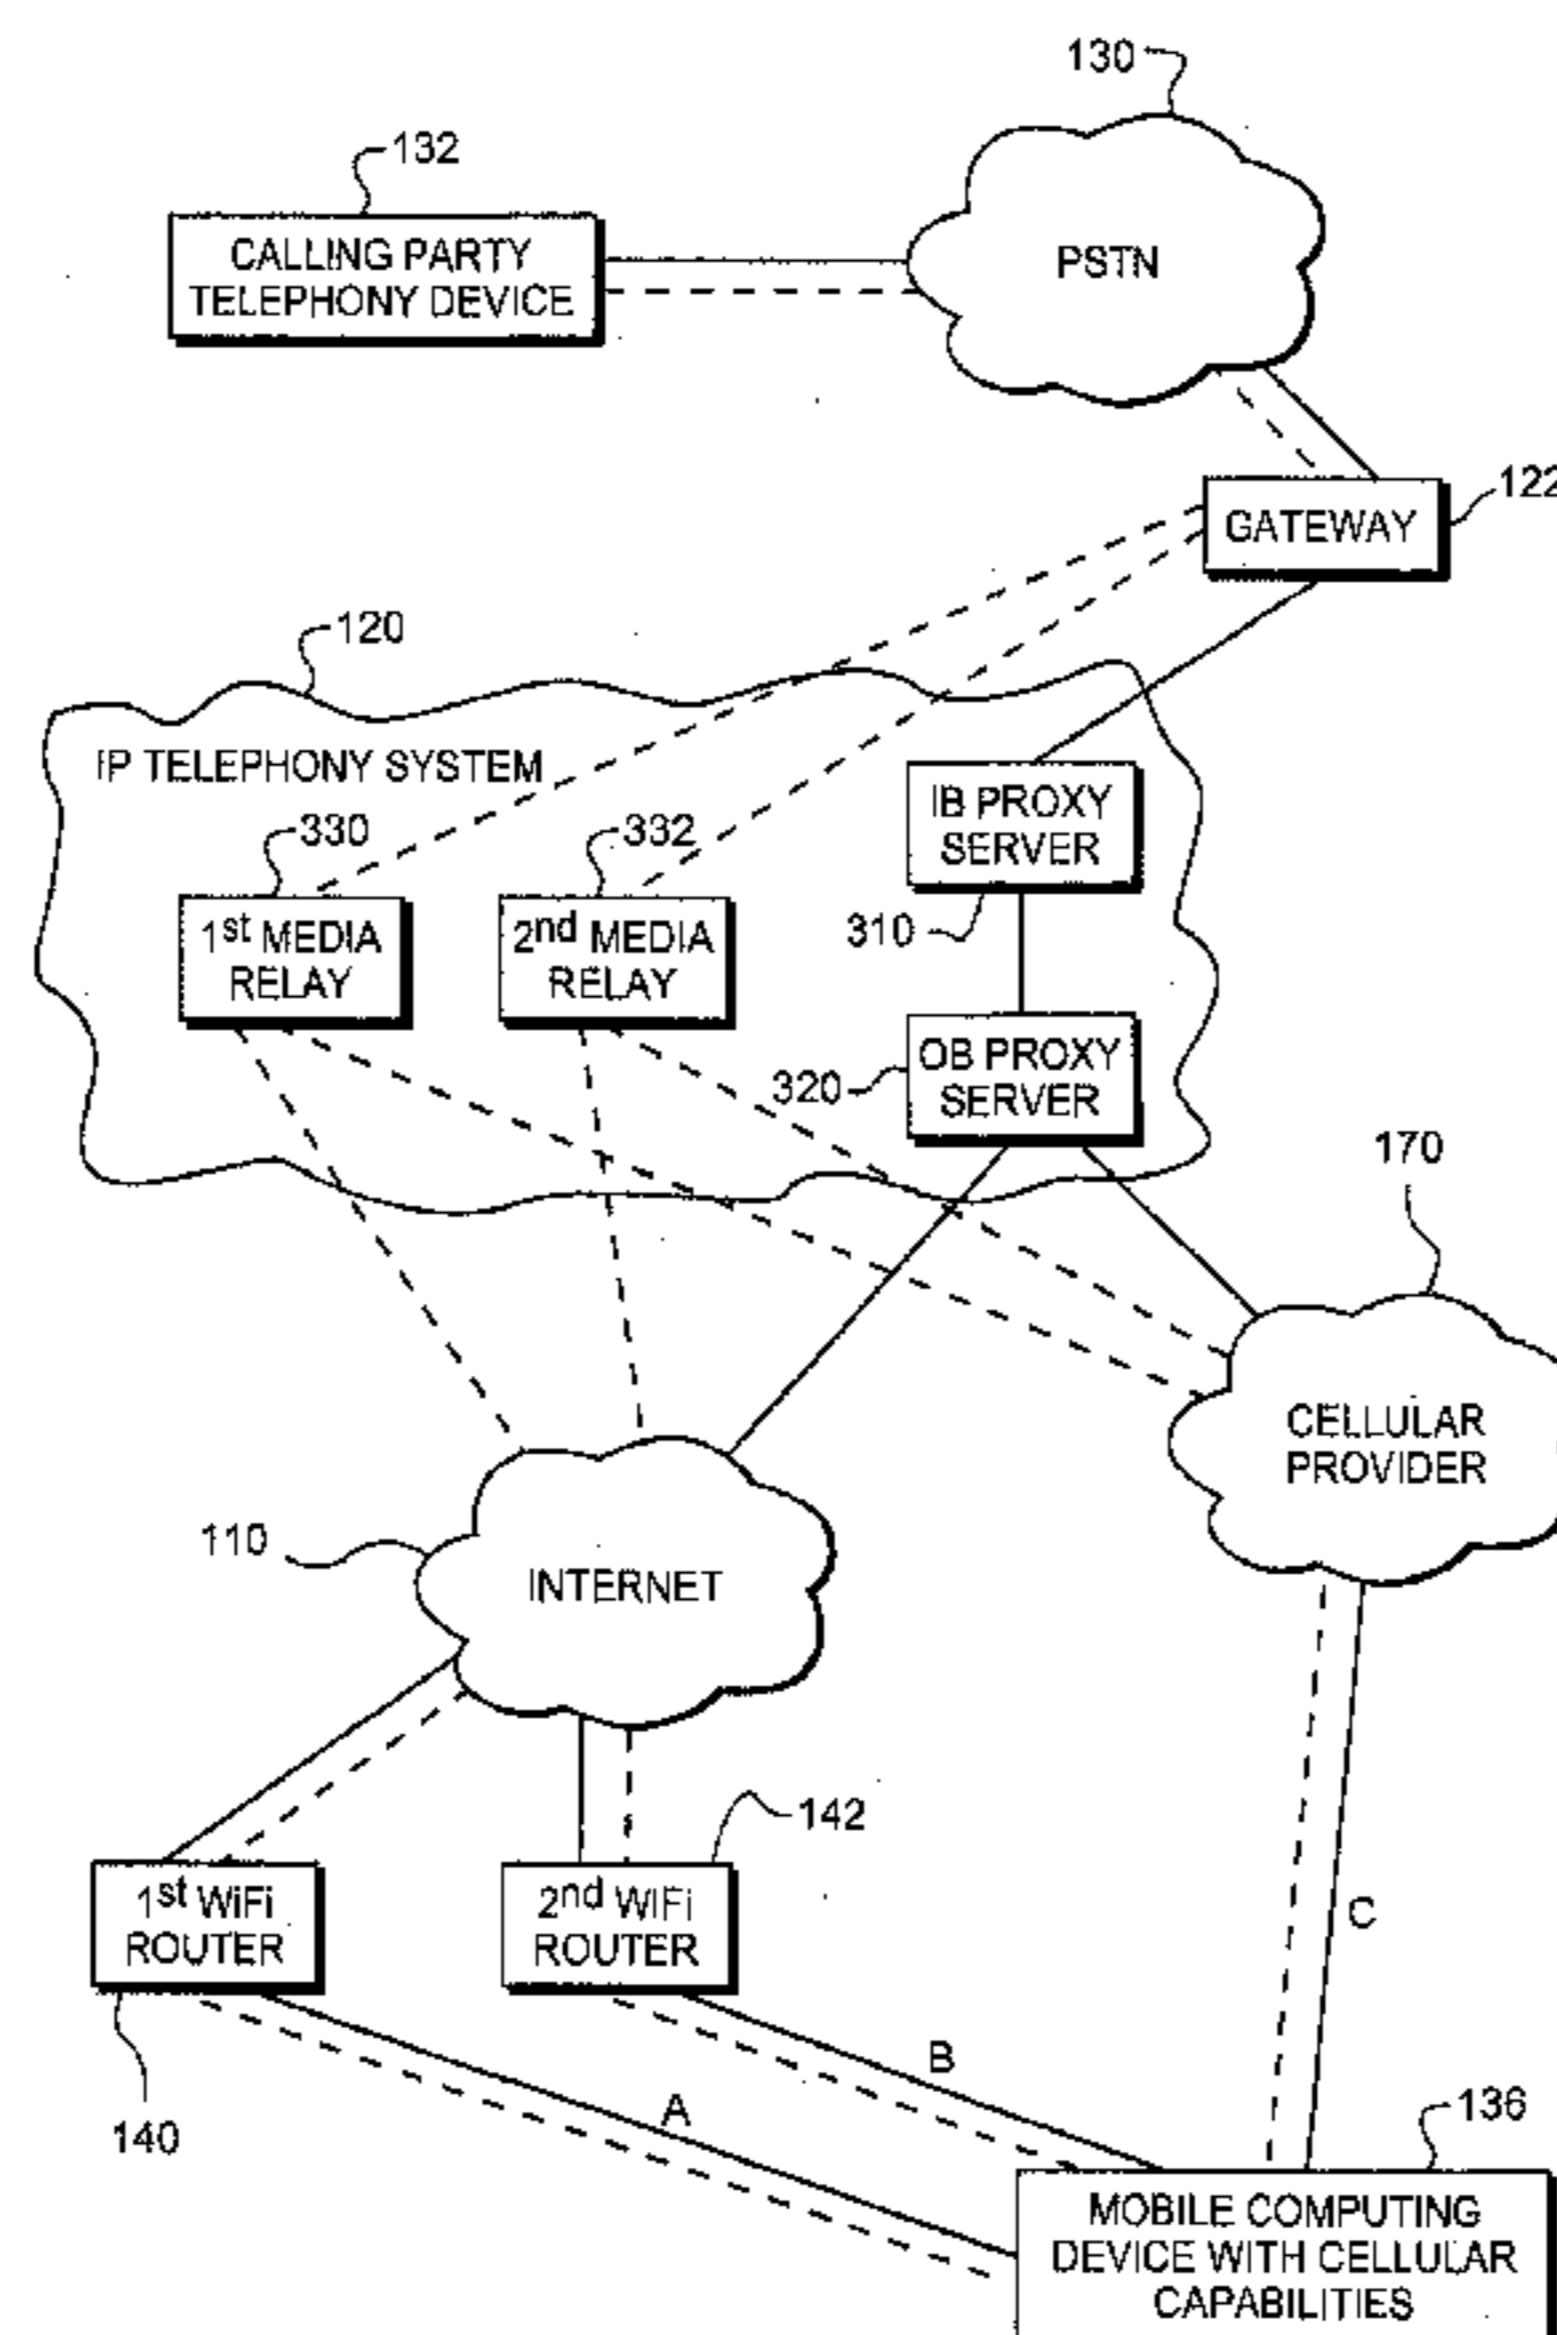 130
132
CALLING PARTY
TELEPHONY DEVICE
PSTN
122
GATEWAY
120
IP TELEPHONY SYSTEM
IB PROXY
SERVER
330
332
310
1st MEDIA
RELAY
2nd MEDIA
RELAY
OB PROXY
SERVER
320
170
CELLULAR
PROVIDER
110
INTERNET
142
1st WiFi
ROUTER
2nd WiFi
ROUTER
C
B
A
140
136
MOBILE COMPUTING
DEVICE WITH CELLULAR
CAPABILITIES